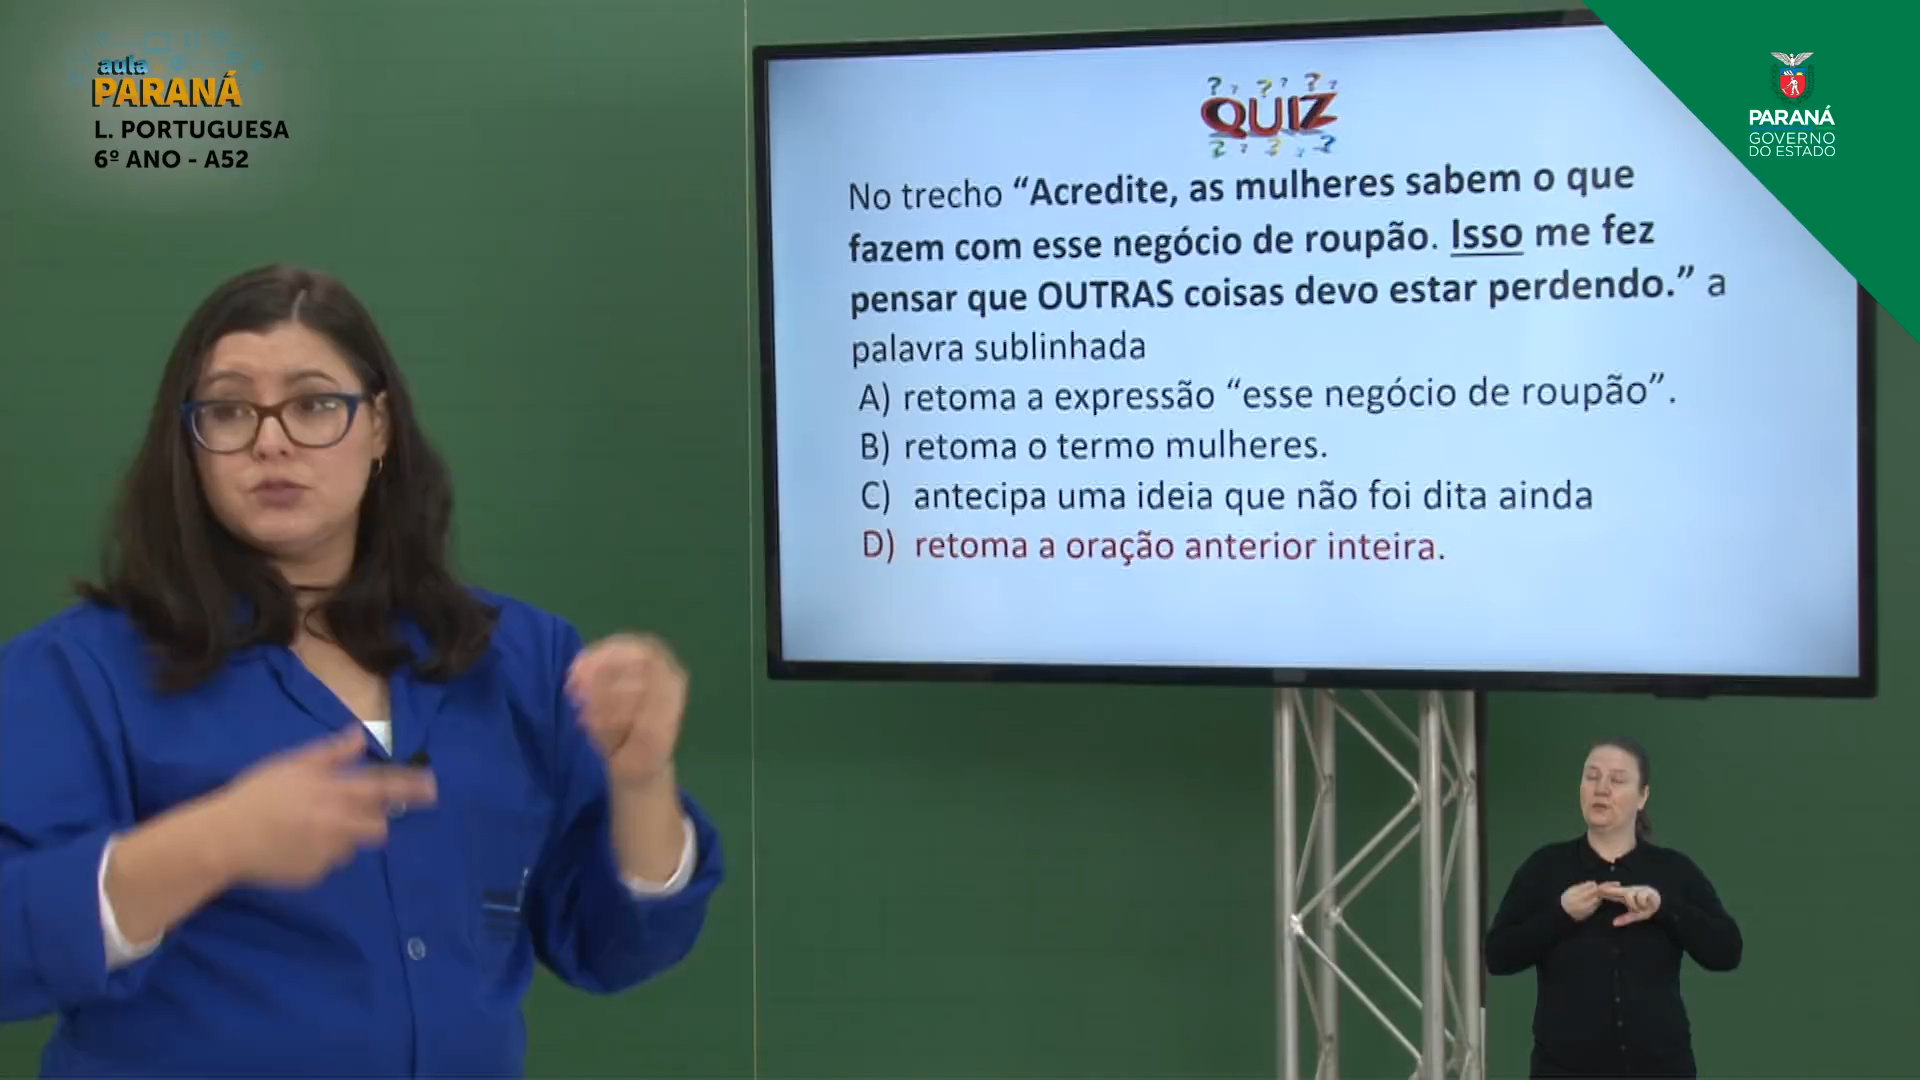 aula
PARANÁ
L. PORTUGUESA
6º ANO - A52
QUIZ
No trecho “Acredite, as mulheres sabem o que
fazem com esse negócio de roupão. Isso me fez
pensar que OUTRAS coisas devo estar perdendo.” a
palavra sublinhada
A) retoma a expressão “esse negócio de roupão”.
B) retoma o termo mulheres.
C) antecipa uma ideia que não foi dita ainda
D) retoma a oração anterior inteira.
PARANÁ
GOVERNO
DO ESTADO